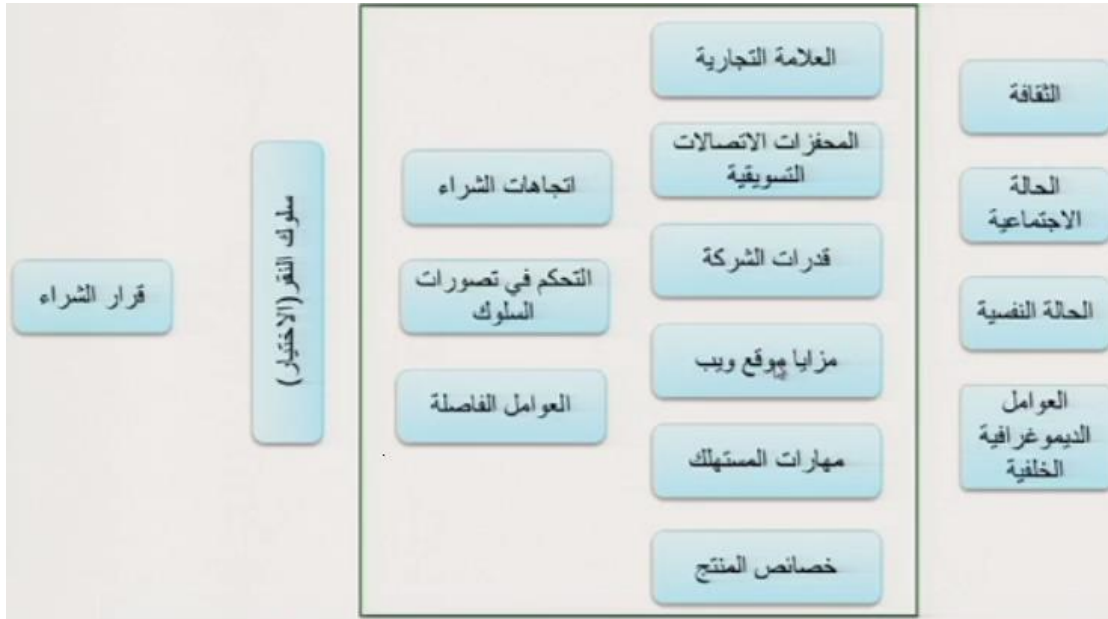 الثقافة
الحالة
الاجتماعية
الحالة النفسية
العوامل
الديموغرافية
الخلفية
العلامة التجارية
المحفزات الاتصالات
التسويقية
قدرات الشركة
مزايا موقع ويب
مهارات المستهلك
خصائص المنتج
اتجاهات الشراء
التحكم في تصورات
السلوك
العوامل الفاصلة
سلوك النقر (الاختيار)
قرار الشراء